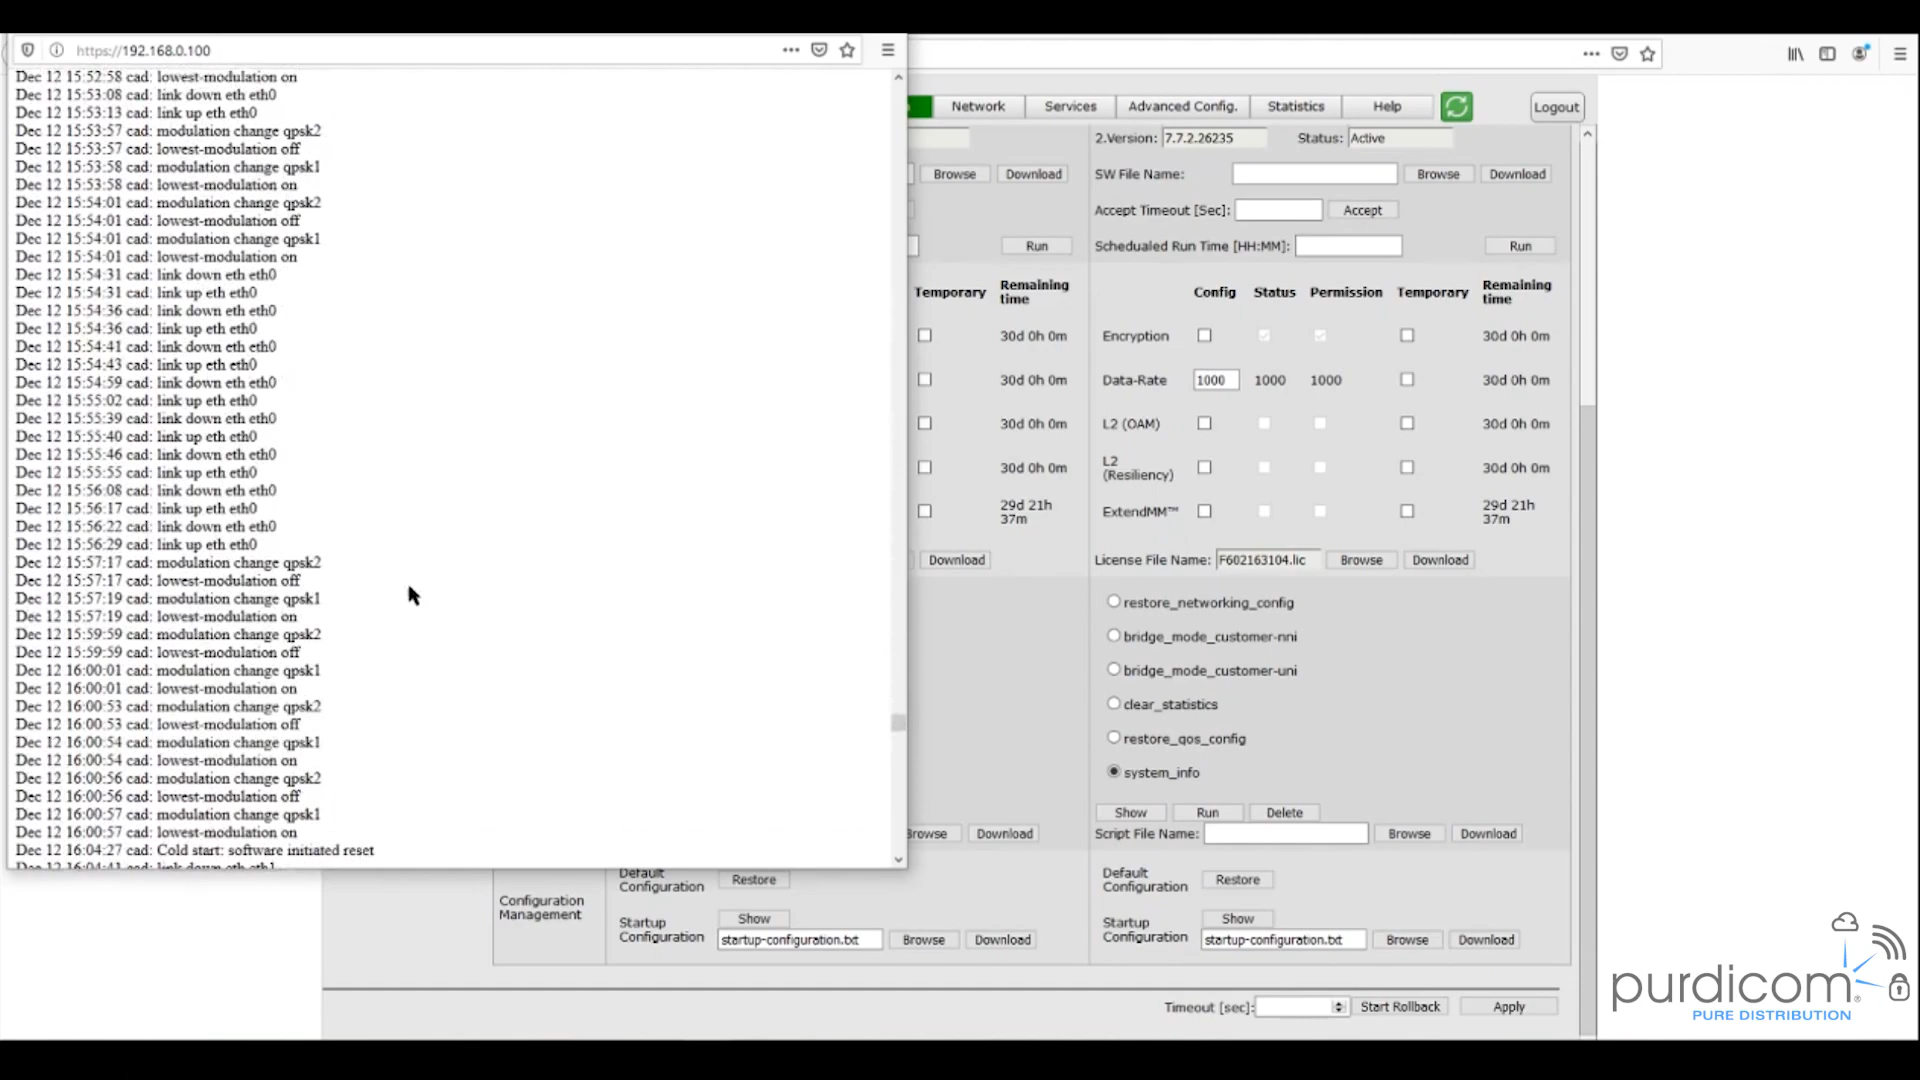 https://192.168.0.100
Dec 12 15:52:58 cad: lowest-modulation on
Dec 12 15:53:08 cad: link down eth eth0
Dec 12 15:53:13 cad: link up eth eth0
Dec 12 15:53:57 cad: modulation change qpsk2
Dec 12 15:53:57 cad: lowest-modulation off
Dec 12 15:53:58 cad: modulation change qpsk1
Dec 12 15:53:58 cad: lowest-modulation on
Dec 12 15:54:01 cad: modulation change qpsk2
Dec 12 15:54:01 cad: lowest-modulation off
Dec 12 15:54:01 cad: modulation change qpsk1
Dec 12 15:54:01 cad: lowest-modulation on
Dec 12 15:54:31 cad: link down eth eth0
Dec 12 15:54:31 cad: link up eth eth0
Dec 12 15:54:36 cad: link down eth eth0
Dec 12 15:54:36 cad: link up eth eth0
Dec 12 15:54:41 cad: link down eth eth0
Dec 12 15:54:43 cad: link up eth eth0
Dec 12 15:54:59 cad: link down eth eth0
Dec 12 15:55:02 cad: link up eth eth0
Dec 12 15:55:39 cad: link down eth eth0
Dec 12 15:55:40 cad: link up eth eth0
Dec 12 15:55:46 cad: link down eth eth0
Dec 12 15:55:55 cad: link up eth eth0
Dec 12 15:56:08 cad: link down eth eth0
Dec 12 15:56:17 cad: link up eth eth0
Dec 12 15:56:22 cad: link down eth eth0
Dec 12 15:56:29 cad: link up eth eth0
Dec 12 15:57:17 cad: modulation change qpsk2
Dec 12 15:57:17 cad: lowest-modulation off
Dec 12 15:57:19 cad: modulation change qpsk1
Dec 12 15:57:19 cad: lowest-modulation on
Dec 12 15:59:59 cad: modulation change qpsk2
Dec 12 15:59:59 cad: lowest-modulation off
Dec 12 16:00:01 cad: modulation change qpsk1
Dec 12 16:00:01 cad: lowest-modulation on
Dec 12 16:00:53 cad: modulation change qpsk2
Dec 12 16:00:53 cad: lowest-modulation off
Dec 12 16:00:54 cad: modulation change qpsk1
Dec 12 16:00:54 cad: lowest-modulation on
Dec 12 16:00:56 cad: modulation change qpsk2
Dec 12 16:00:56 cad: lowest-modulation off
Dec 12 16:00:57 cad: modulation change qpsk1
Dec 12 16:00:57 cad: lowest-modulation on
Dec 12 16:04:27 cad: Cold start: software initiated reset
Dec 12 16:04:41 cad: link down eth eth1
Network Services Advanced Config. Statistics Help Logout
2.Version: 7.7.2.26235 Status: Active
Browse Download SW File Name: Browse Download
Accept Timeout [Sec]: Accept
Run Schedualed Run Time [HH:MM]: Run
Temporary Remaining time Config Status Permission Temporary Remaining time
30d 0h 0m Encryption 30d 0h 0m
30d 0h 0m Data-Rate 1000 1000 1000 30d 0h 0m
30d 0h 0m L2 (OAM) 30d 0h 0m
30d 0h 0m L2 (Resiliency) 30d 0h 0m
29d 21h 37m ExtendMM™ 29d 21h 37m
Download License File Name: F602163104.lic Browse Download
restore_networking_config
bridge_mode_customer-nni
bridge_mode_customer-uni
clear_statistics
restore_qos_config
system_info
Show Run Delete
Browse Download Script File Name: Browse Download
Configuration Management
Default Configuration Restore Default Configuration Restore
Startup Configuration Show Startup Configuration Show
startup-configuration.txt Browse Download startup-configuration.txt Browse Download
Timeout [sec]: Start Rollback Apply
purdicom®
PURE DISTRIBUTION